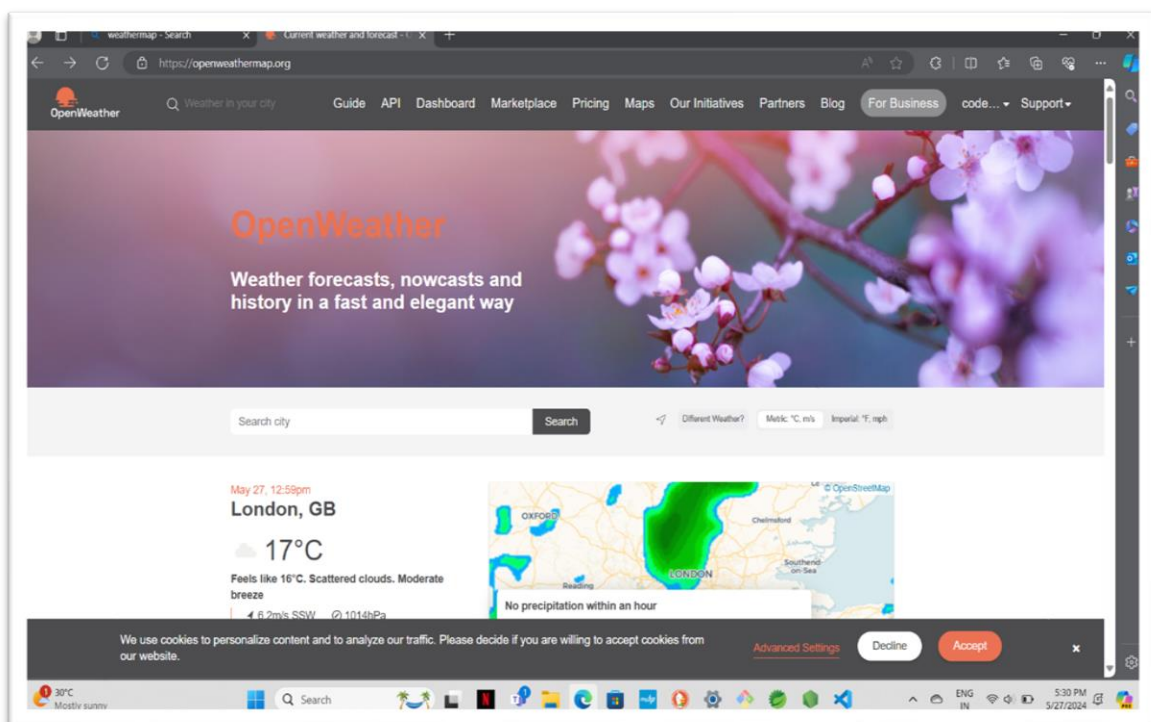 weathermap - Search
Current weather and forecast - O
https://openweathermap.org
OpenWeather
Weather in your city
Guide API Dashboard Marketplace Pricing Maps Our Initiatives Partners Blog For Business code... Support
OpenWeather
Weather forecasts, nowcasts and
history in a fast and elegant way
Search city
Search
Different Weather?
Metric: °C, m/s
Imperial: °F, mph
May 27, 12:59pm
London, GB
17°C
Feels like 16°C. Scattered clouds. Moderate
breeze
6.2m/s SSW 1014hPa
© OpenStreetMap
OXFORD
Chelmsford
LONDON
Southend-
on-Sea
Reading
No precipitation within an hour
We use cookies to personalize content and to analyze our traffic. Please decide if you are willing to accept cookies from
our website.
Advanced Settings
Decline
Accept
30°C
Mostly sunny
Search
ENG
IN
5:30 PM
5/27/2024